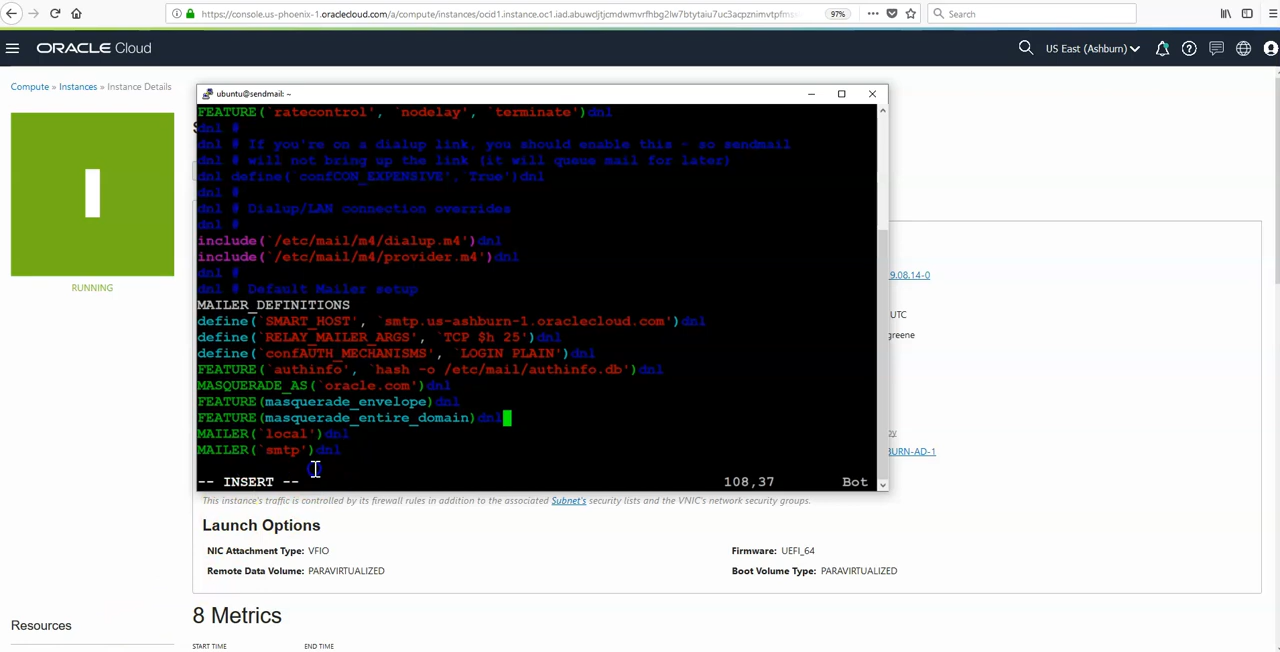 https://console.us-phoenix-1.oraclecloud.com/a/compute/instances/ocid1.instance.oc1.iad.abuwcljtjcmdwmvrfhbg2lw7btytaiu7uc3acpznimvtpfms
97%
Search
ORACLE Cloud
US East (Ashburn)
Compute » Instances » Instance Details
ubuntu@sendmail: ~
FEATURE(`ratecontrol', `nodelay', `terminate')dnl
dnl #
dnl # If you're on a dialup link, you should enable this - so sendmail
dnl # will not bring up the link (it will queue mail for later)
dnl define(`confCON_EXPENSIVE',`True')dnl
dnl #
dnl # Dialup/LAN connection overrides
dnl #
include(`/etc/mail/m4/dialup.m4')dnl
include(`/etc/mail/m4/provider.m4')dnl
dnl #
dnl # Default Mailer setup
MAILER_DEFINITIONS
define(`SMART_HOST', `smtp.us-ashburn-1.oraclecloud.com')dnl
define(`RELAY_MAILER_ARGS', `TCP $h 25')dnl
define(`confAUTH_MECHANISMS', `LOGIN PLAIN')dnl
FEATURE(`authinfo', `hash -o /etc/mail/authinfo.db')dnl
MASQUERADE_AS(`oracle.com')dnl
FEATURE(masquerade_envelope)dnl
FEATURE(masquerade_entire_domain)dnl
MAILER(`local')dnl
MAILER(`smtp')dnl
-- INSERT --
108,37
Bot
RUNNING
9.08.14-0
UTC
greene
BURN-AD-1
This instance's traffic is controlled by its firewall rules in addition to the associated Subnet's security lists and the VNIC's network security groups.
Launch Options
NIC Attachment Type: VFIO
Firmware: UEFI_64
Remote Data Volume: PARAVIRTUALIZED
Boot Volume Type: PARAVIRTUALIZED
8 Metrics
Resources
START TIME
END TIME